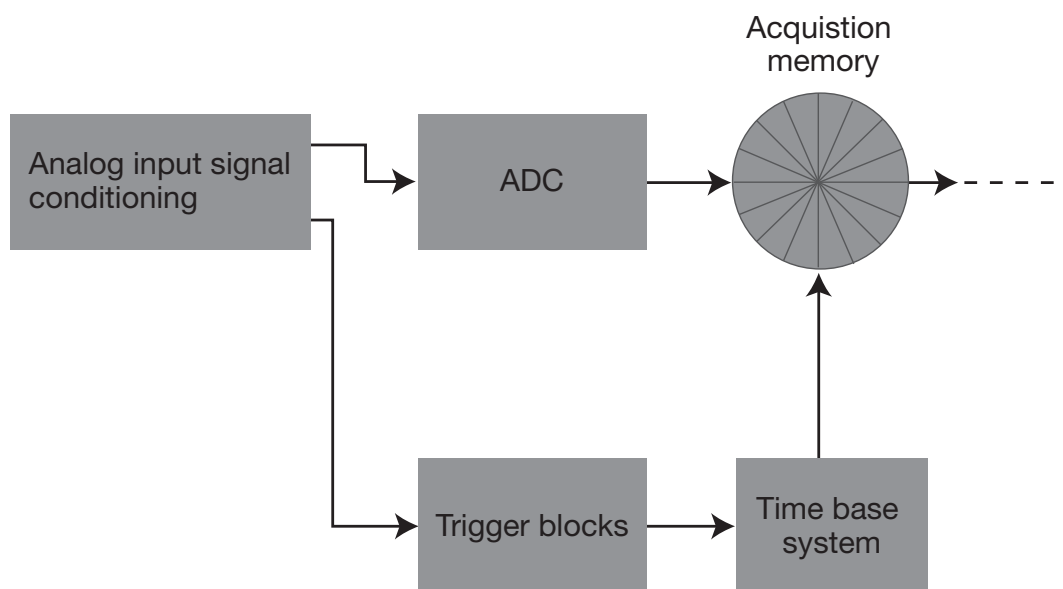 Acquistion
memory
Analog input signal
conditioning
ADC
Trigger blocks
Time base
system